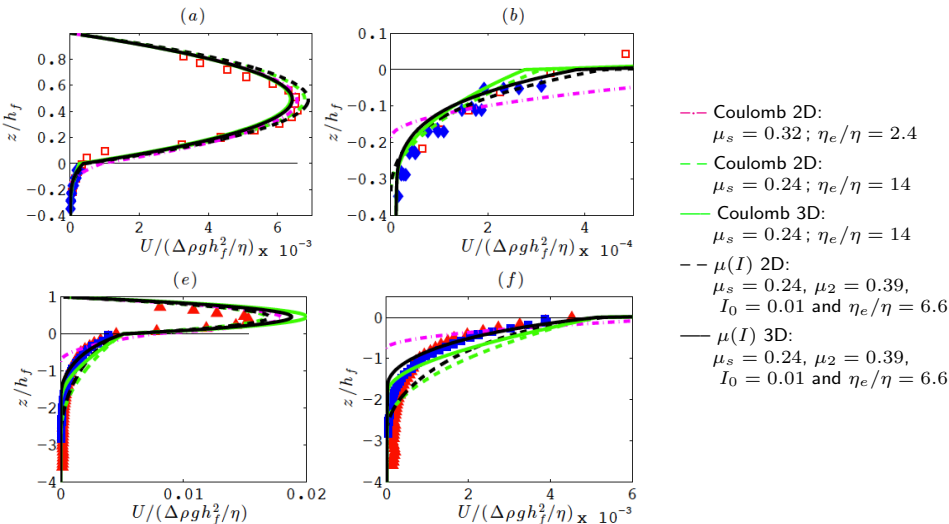 (a)
z/h_f
0.8
0.6
0.4
0.2
0
−0.2
−0.4
0 2 4 6
U/(Δρgh_f^2/η) x 10^−3
(b)
z/h_f
0.1
0
−0.1
−0.2
−0.3
−0.4
0 2 4
U/(Δρgh_f^2/η) x 10^−4
(e)
z/h_f
1
0
−1
−2
−3
−4
0 0.01 0.02
U/(Δρgh_f^2/η)
(f)
z/h_f
0
−1
−2
−3
−4
0 2 4 6
U/(Δρgh_f^2/η) x 10^−3
Coulomb 2D:
μ_s = 0.32 ; η_e/η = 2.4
Coulomb 2D:
μ_s = 0.24 ; η_e/η = 14
Coulomb 3D:
μ_s = 0.24 ; η_e/η = 14
μ(I) 2D:
μ_s = 0.24, μ_2 = 0.39,
I_0 = 0.01 and η_e/η = 6.6
μ(I) 3D:
μ_s = 0.24, μ_2 = 0.39,
I_0 = 0.01 and η_e/η = 6.6